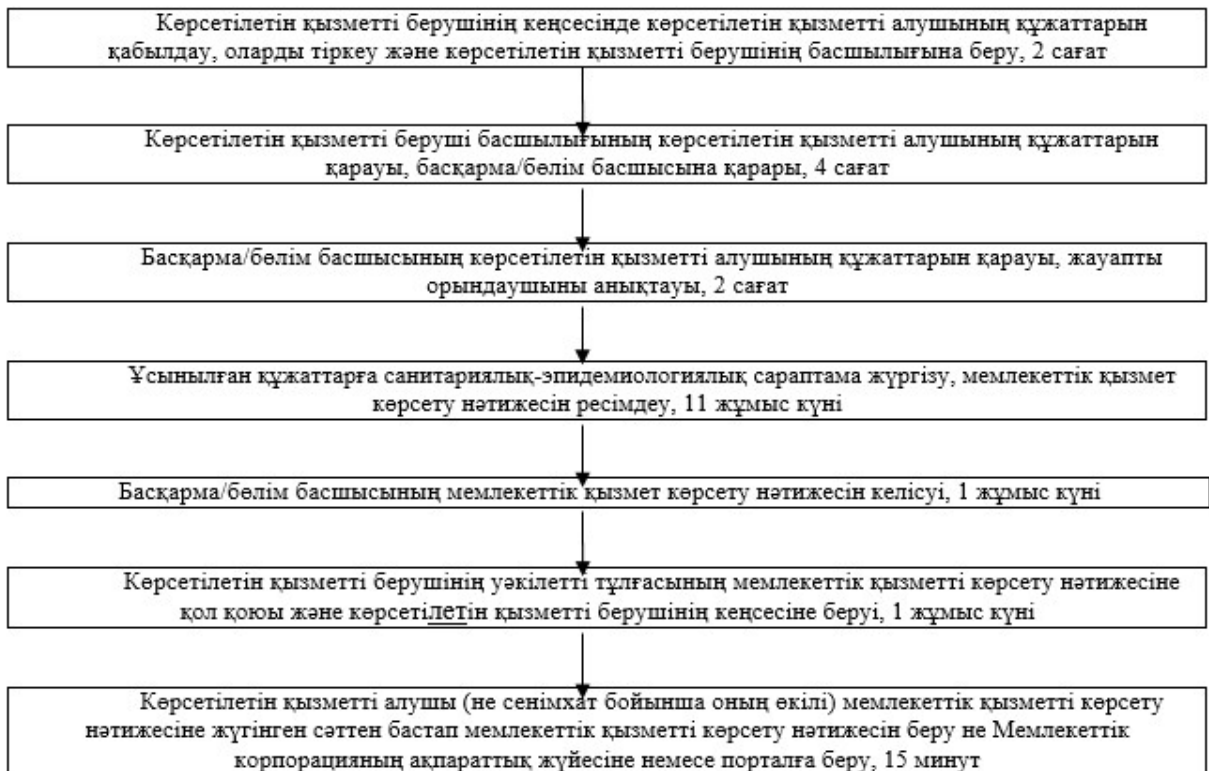 Көрсетілетін қызметті берушінің кеңсесінде көрсетілетін қызметті алушының құжаттарын
қабылдау, оларды тіркеу және көрсетілетін қызметті берушінің басшылығына беру, 2 сағат
Көрсетілетін қызметті беруші басшылығының көрсетілетін қызметті алушының құжаттарын
қарауы, басқарма/бөлім басшысына қарары, 4 сағат
Басқарма/бөлім басшысының көрсетілетін қызметті алушының құжаттарын қарауы, жауапты
орындаушыны анықтауы, 2 сағат
Ұсынылған құжаттарға санитариялық-эпидемиологиялық сараптама жүргізу, мемлекеттік қызмет
көрсету нәтижесін ресімдеу, 11 жұмыс күні
Басқарма/бөлім басшысының мемлекеттік қызмет көрсету нәтижесін келісуі, 1 жұмыс күні
Көрсетілетін қызметті берушінің уәкілетті тұлғасының мемлекеттік қызметті көрсету нәтижесіне
қол қоюы және көрсетілетін қызметті берушінің кеңсесіне беруі, 1 жұмыс күні
Көрсетілетін қызметті алушы (не сенімхат бойынша оның өкілі) мемлекеттік қызметті көрсету
нәтижесіне жүгінген сәттен бастап мемлекеттік қызметті көрсету нәтижесін беру не Мемлекеттік
корпорацияның ақпараттық жүйесіне немесе порталға беру, 15 минут